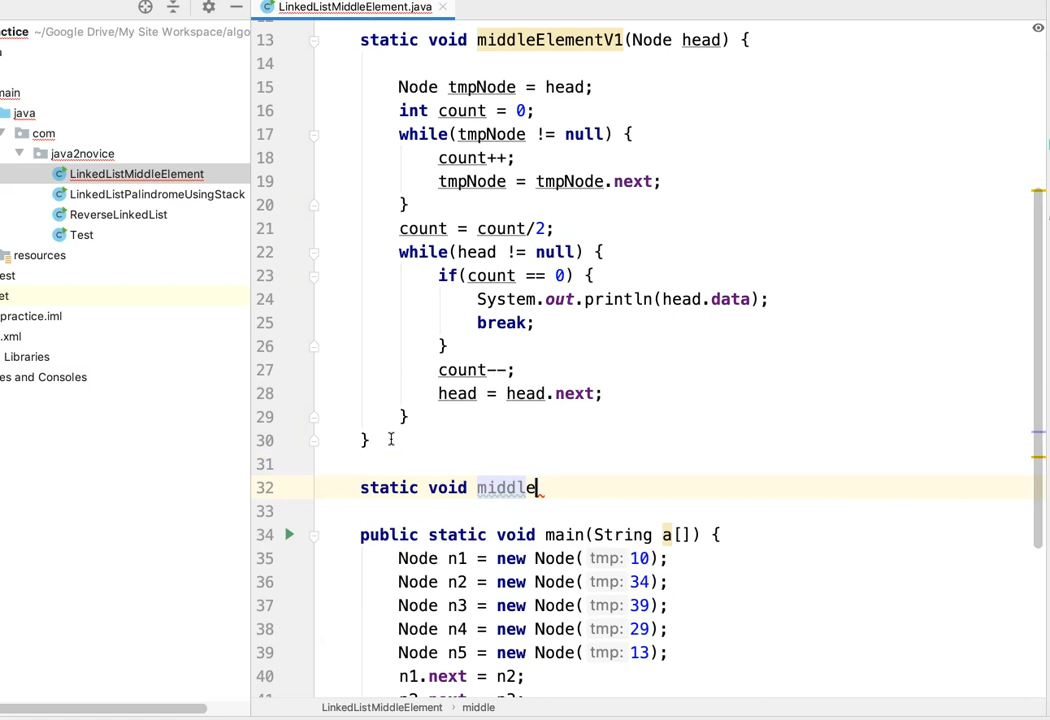 LinkedListMiddleElement.java
ctice ~/Google Drive/My Site Workspace/algo
main
java
com
java2novice
LinkedListMiddleElement
LinkedListPalindromeUsingStack
ReverseLinkedList
Test
resources
est
et
practice.iml
.xml
Libraries
es and Consoles
13 static void middleElementV1(Node head) {
14
15 Node tmpNode = head;
16 int count = 0;
17 while(tmpNode != null) {
18 count++;
19 tmpNode = tmpNode.next;
20 }
21 count = count/2;
22 while(head != null) {
23 if(count == 0) {
24 System.out.println(head.data);
25 break;
26 }
27 count--;
28 head = head.next;
29 }
30 }
31
32 static void middle
33
34 public static void main(String a[]) {
35 Node n1 = new Node( tmp: 10);
36 Node n2 = new Node( tmp: 34);
37 Node n3 = new Node( tmp: 39);
38 Node n4 = new Node( tmp: 29);
39 Node n5 = new Node( tmp: 13);
40 n1.next = n2;
LinkedListMiddleElement › middle